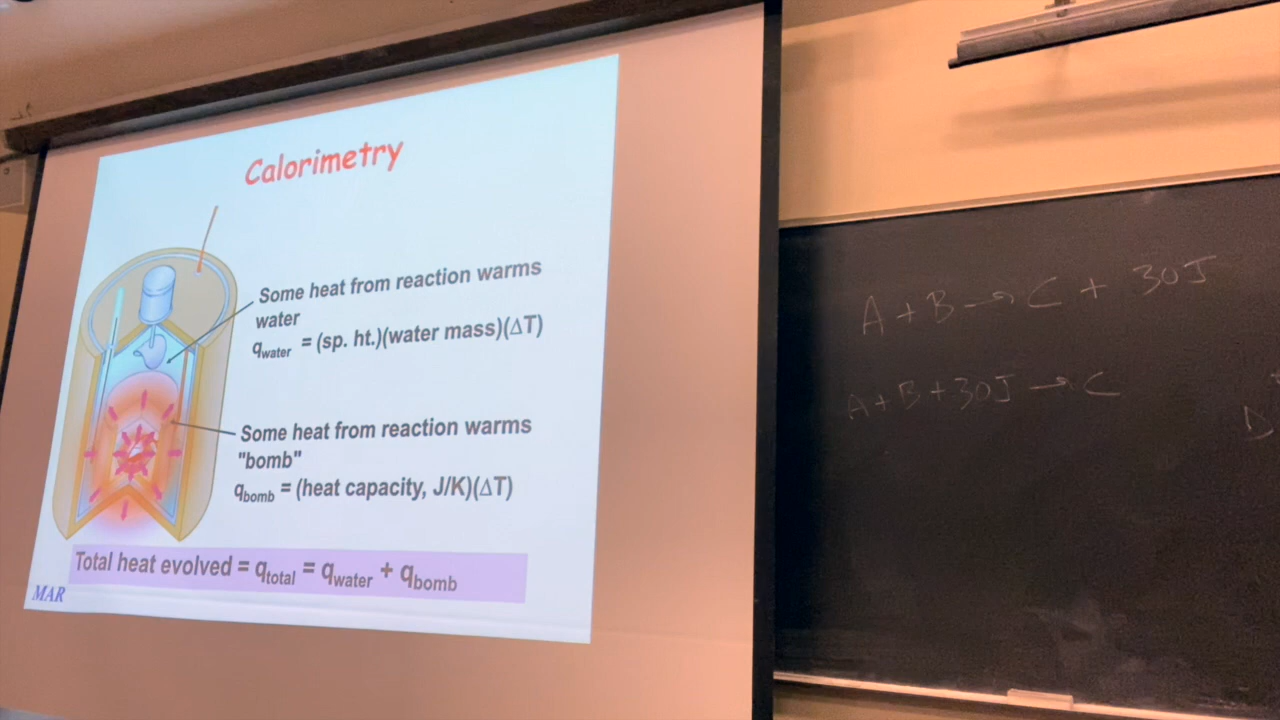 Calorimetry
Some heat from reaction warms
water
qwater = (sp. ht.)(water mass)(ΔT)
Some heat from reaction warms
"bomb"
qbomb = (heat capacity, J/K)(ΔT)
Total heat evolved = qtotal = qwater + qbomb
MAR
A + B → C + 30J
A + B + 30J → C
D